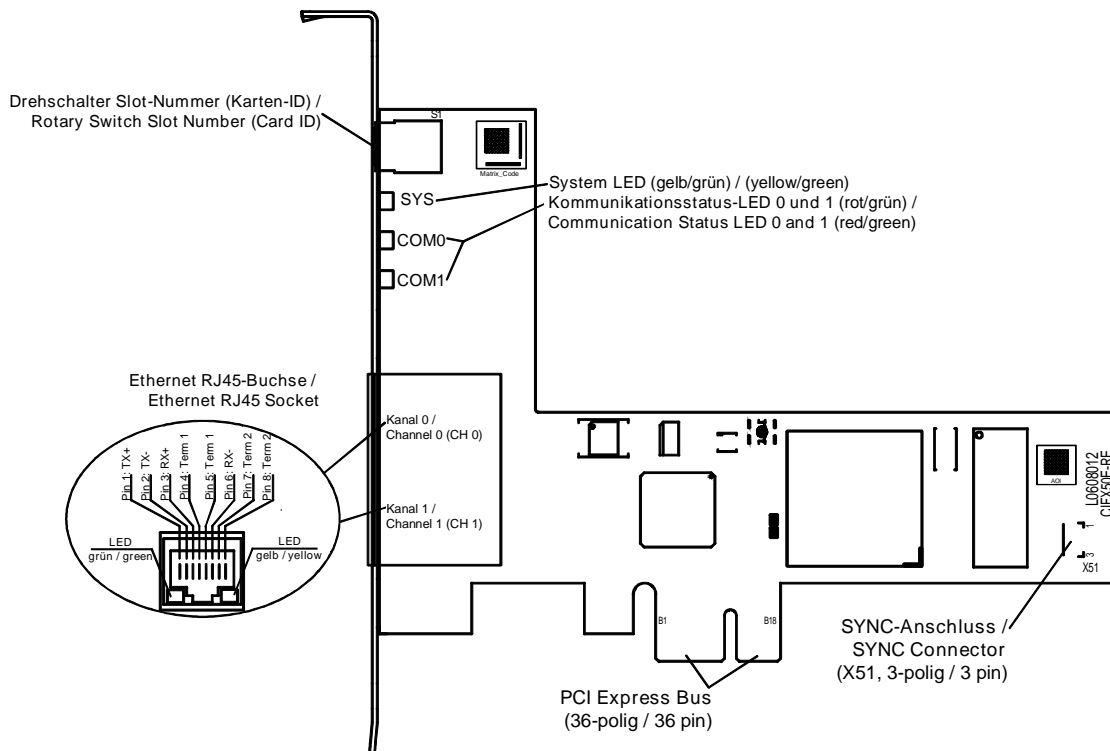 Drehschalter Slot-Nummer (Karten-ID) /
Rotary Switch Slot Number (Card ID)
S1
Matrix_Code
SYS
System LED (gelb/grün) / (yellow/green)
Kommunikationsstatus-LED 0 und 1 (rot/grün) /
Communication Status LED 0 and 1 (red/green)
COM0
COM1
Ethernet RJ45-Buchse /
Ethernet RJ45 Socket
Kanal 0 /
Channel 0 (CH 0)
Kanal 1 /
Channel 1 (CH 1)
Pin 1: TX+
Pin 2: TX-
Pin 3: RX+
Pin 4: Term 1
Pin 5: Term 1
Pin 6: RX-
Pin 7: Term 2
Pin 8: Term 2
LED
grün / green
LED
gelb / yellow
AOI
L0608012
CIFX50E-RE
1
3
X51
B1
B18
SYNC-Anschluss /
SYNC Connector
(X51, 3-polig / 3 pin)
PCI Express Bus
(36-polig / 36 pin)